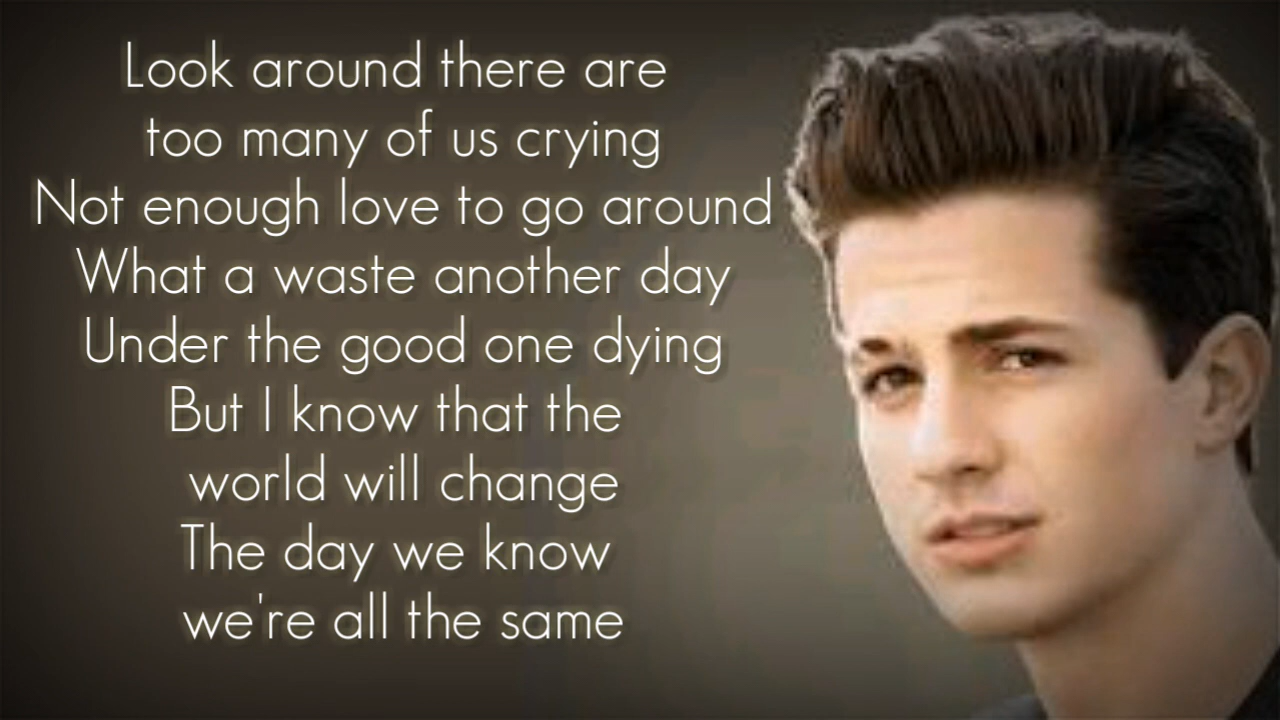 Look around there are
too many of us crying
Not enough love to go around
What a waste another day
Under the good one dying
But I know that the
world will change
The day we know
we're all the same